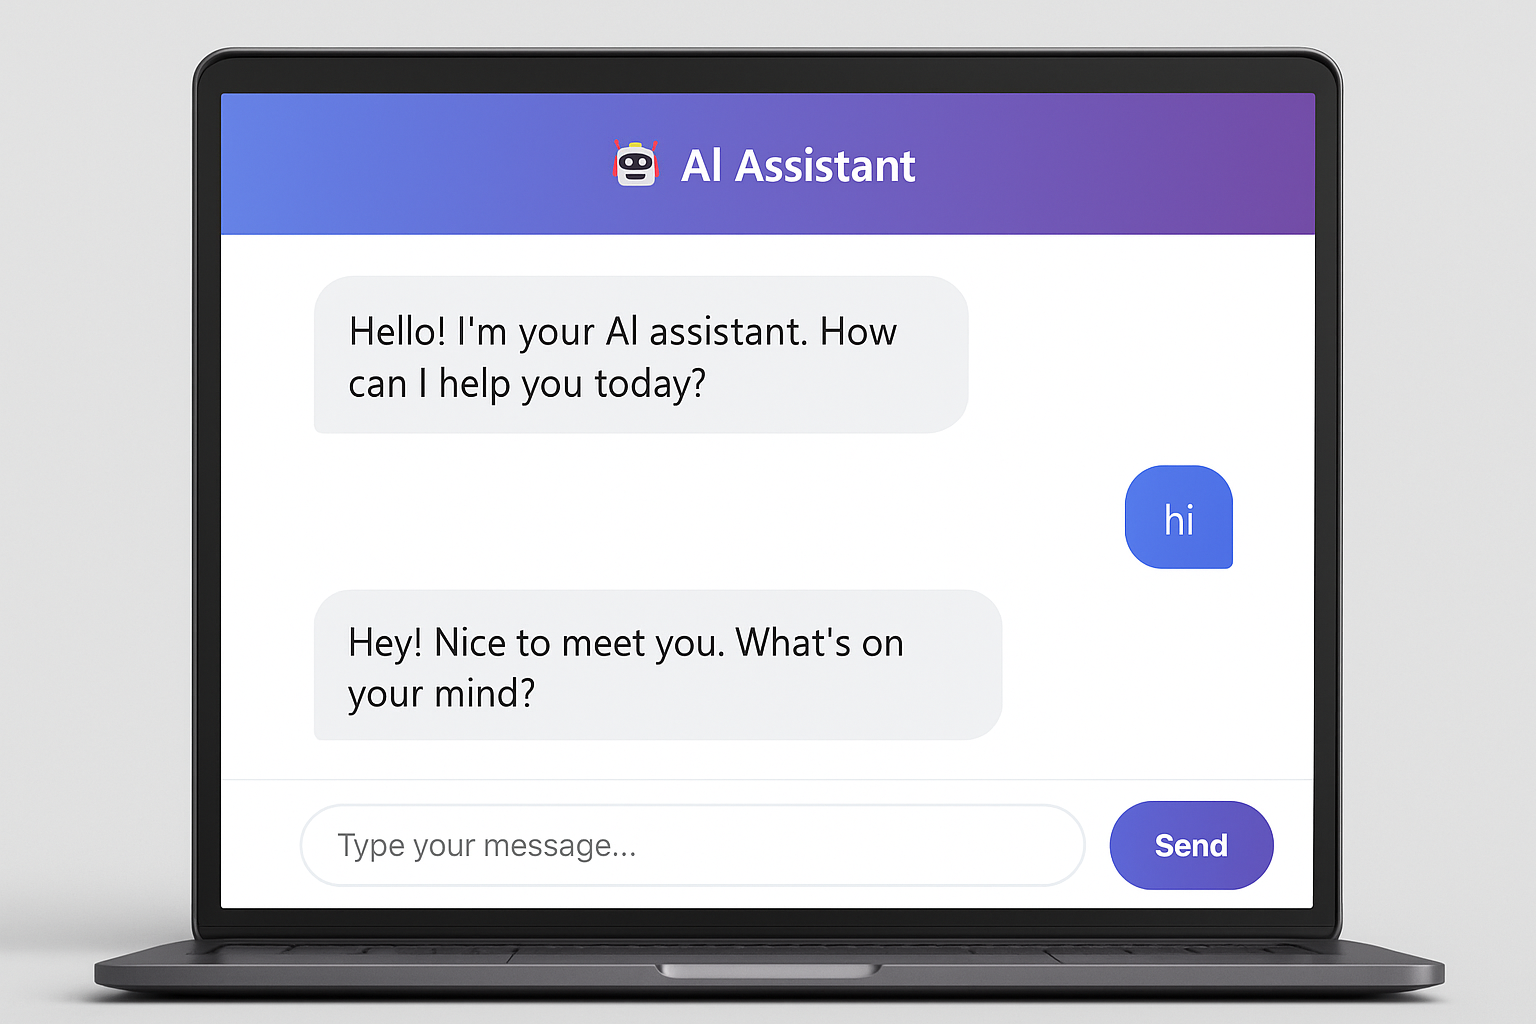 AI Assistant
Hello! I'm your AI assistant. How
can I help you today?
hi
Hey! Nice to meet you. What's on
your mind?
Type your message...
Send